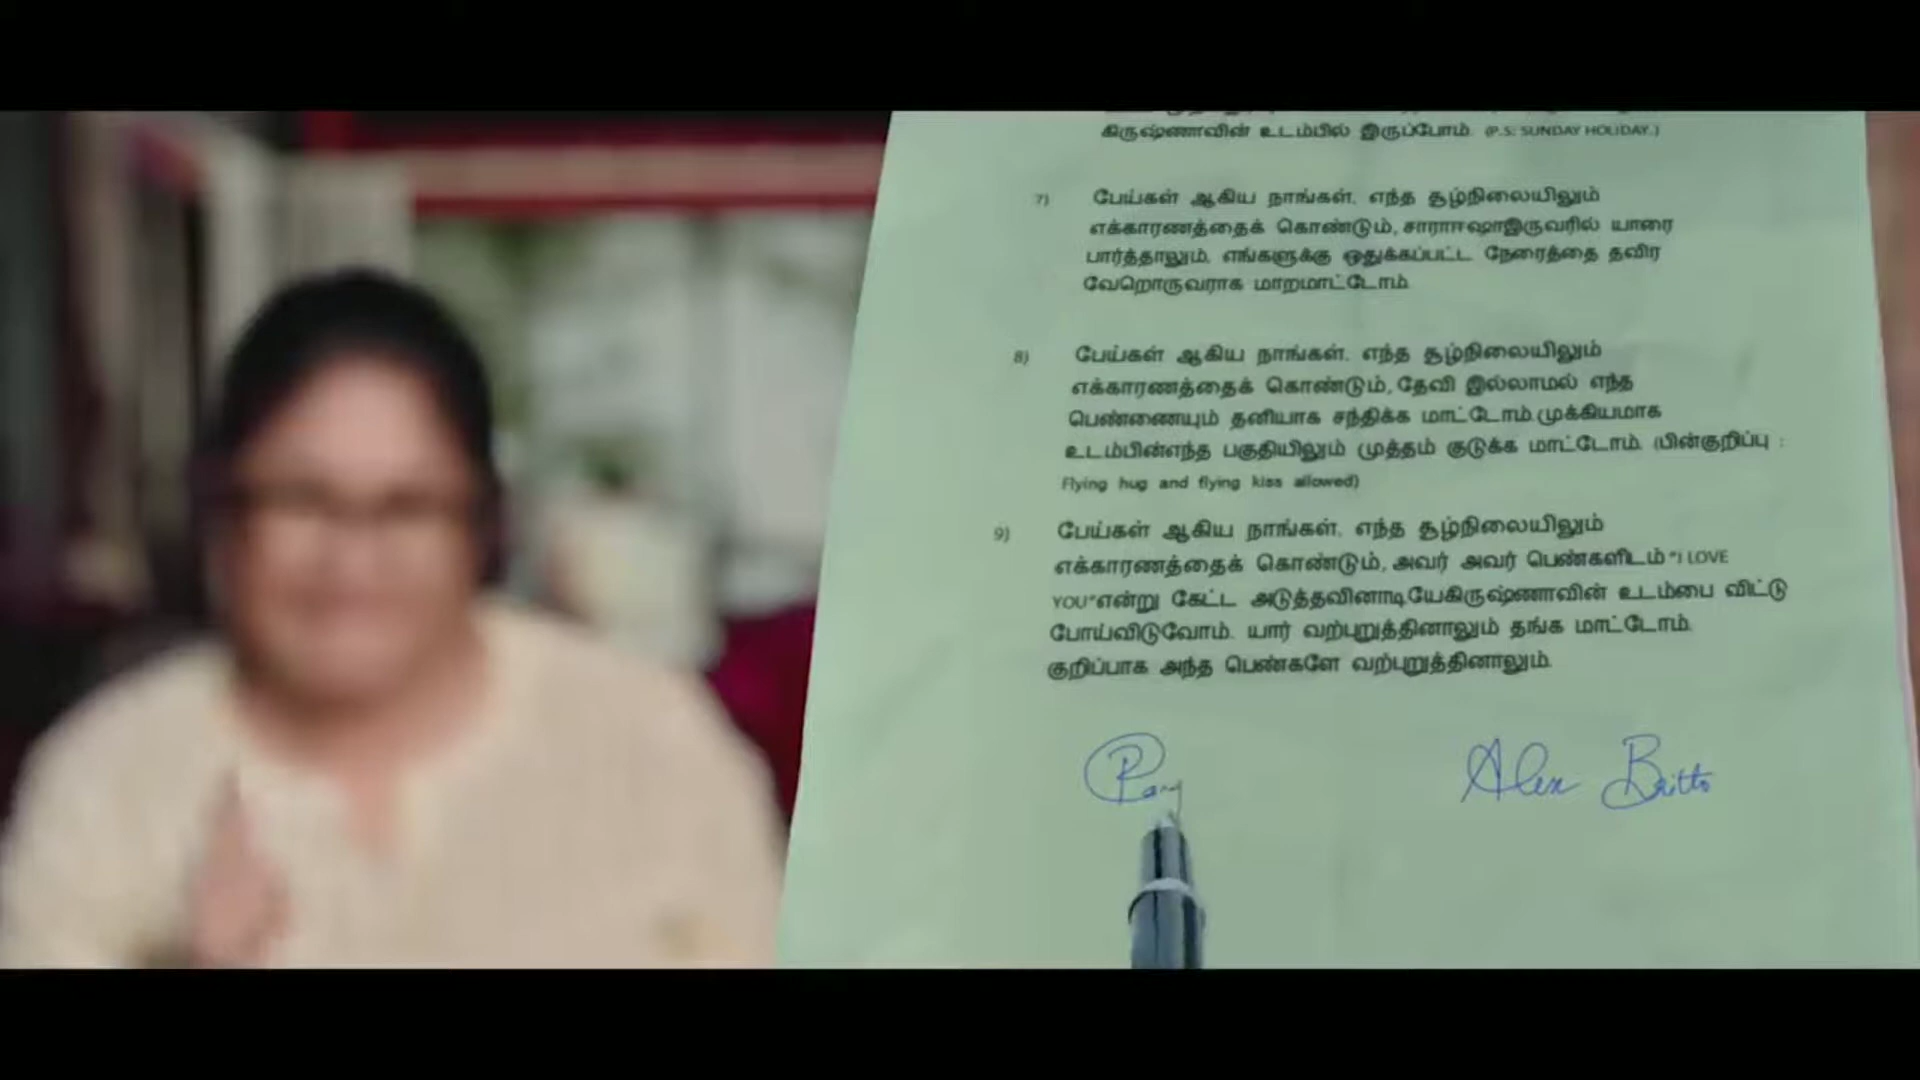 கிருஷ்ணாவின் உடம்பில் இருப்போம். (P.S: SUNDAY HOLIDAY.)
7) பேய்கள் ஆகிய நாங்கள், எந்த சூழ்நிலையிலும்
எக்காரணத்தைக் கொண்டும், சாராஈஷாஇருவரில் யாரை
பார்த்தாலும், எங்களுக்கு ஒதுக்கப்பட்ட நேரைத்தை தவிர
வேறொருவராக மாறமாட்டோம்
8) பேய்கள் ஆகிய நாங்கள், எந்த சூழ்நிலையிலும்
எக்காரணத்தைக் கொண்டும், தேவி இல்லாமல் எந்த
பெண்ணையும் தனியாக சந்திக்க மாட்டோம்.முக்கியமாக
உடம்பின்எந்த பகுதியிலும் முத்தம் குடுக்க மாட்டோம். (பின்குறிப்பு :
Flying hug and flying kiss allowed)
9) பேய்கள் ஆகிய நாங்கள், எந்த சூழ்நிலையிலும்
எக்காரணத்தைக் கொண்டும், அவர் அவர் பெண்களிடம் "I LOVE
YOU"என்று கேட்ட அடுத்தவினாடியேகிருஷ்ணாவின் உடம்பை விட்டு
போய்விடுவோம். யார் வற்புறுத்தினாலும் தங்க மாட்டோம்.
குறிப்பாக அந்த பெண்களே வற்புறுத்தினாலும்.
Alex Britto